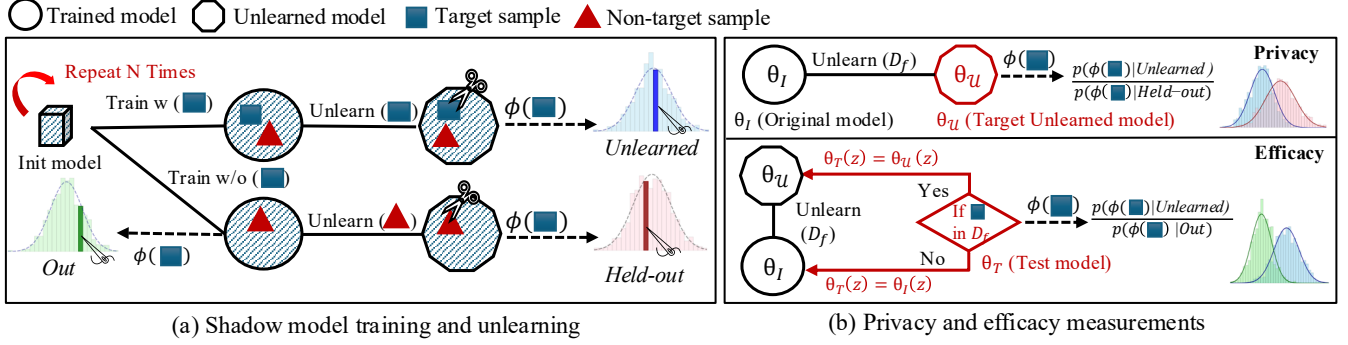 Trained model Unlearned model Target sample Non-target sample
Repeat N Times
Init model
Train w ( )
Unlearn ( )
ϕ( )
Unlearned
Train w/o ( )
Unlearn ( )
ϕ( )
Held-out
ϕ( )
Out
(a) Shadow model training and unlearning
Privacy
θ_I Unlearn (D_f) θ_𝒰 ϕ( ) p(ϕ( )|Unlearned)
p(ϕ( )|Held−out)
θ_I (Original model) θ_𝒰 (Target Unlearned model)
Efficacy
θ_T(z) = θ_𝒰(z)
θ_𝒰
Yes
Unlearn
(D_f)
If
in D_f
ϕ( ) p(ϕ( )|Unlearned)
p(ϕ( ) |Out)
No
θ_T (Test model)
θ_I
θ_T(z) = θ_I(z)
(b) Privacy and efficacy measurements